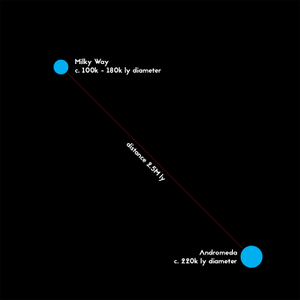 Milky Way
c. 100k - 180k ly diameter
distance 2.5M ly
Andromeda
c. 220k ly diameter